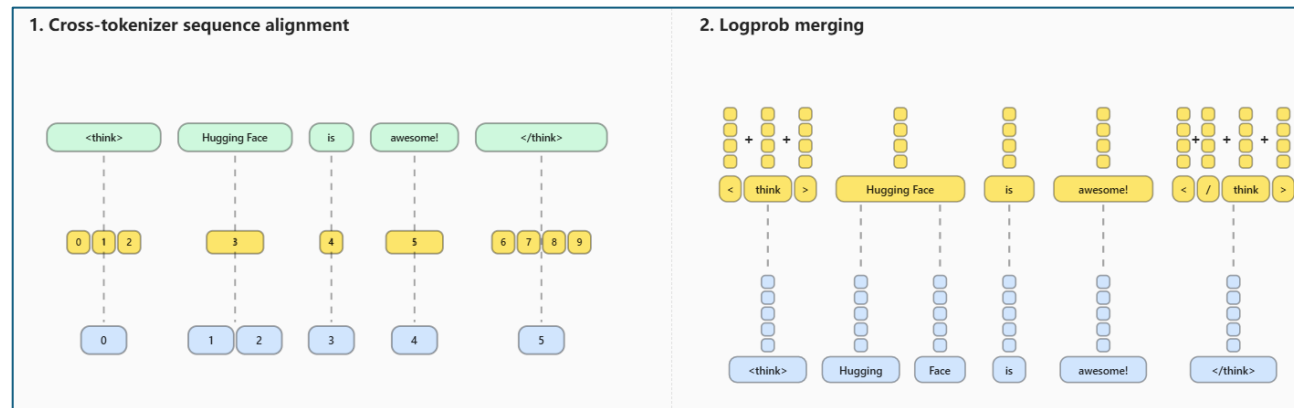 1. Cross-tokenizer sequence alignment
<think> Hugging Face is awesome! </think>
0 1 2 3 4 5 6 7 8 9
0 1 2 3 4 5
2. Logprob merging
+ + + + +
< think > Hugging Face is awesome! < / think >
<think> Hugging Face is awesome! </think>